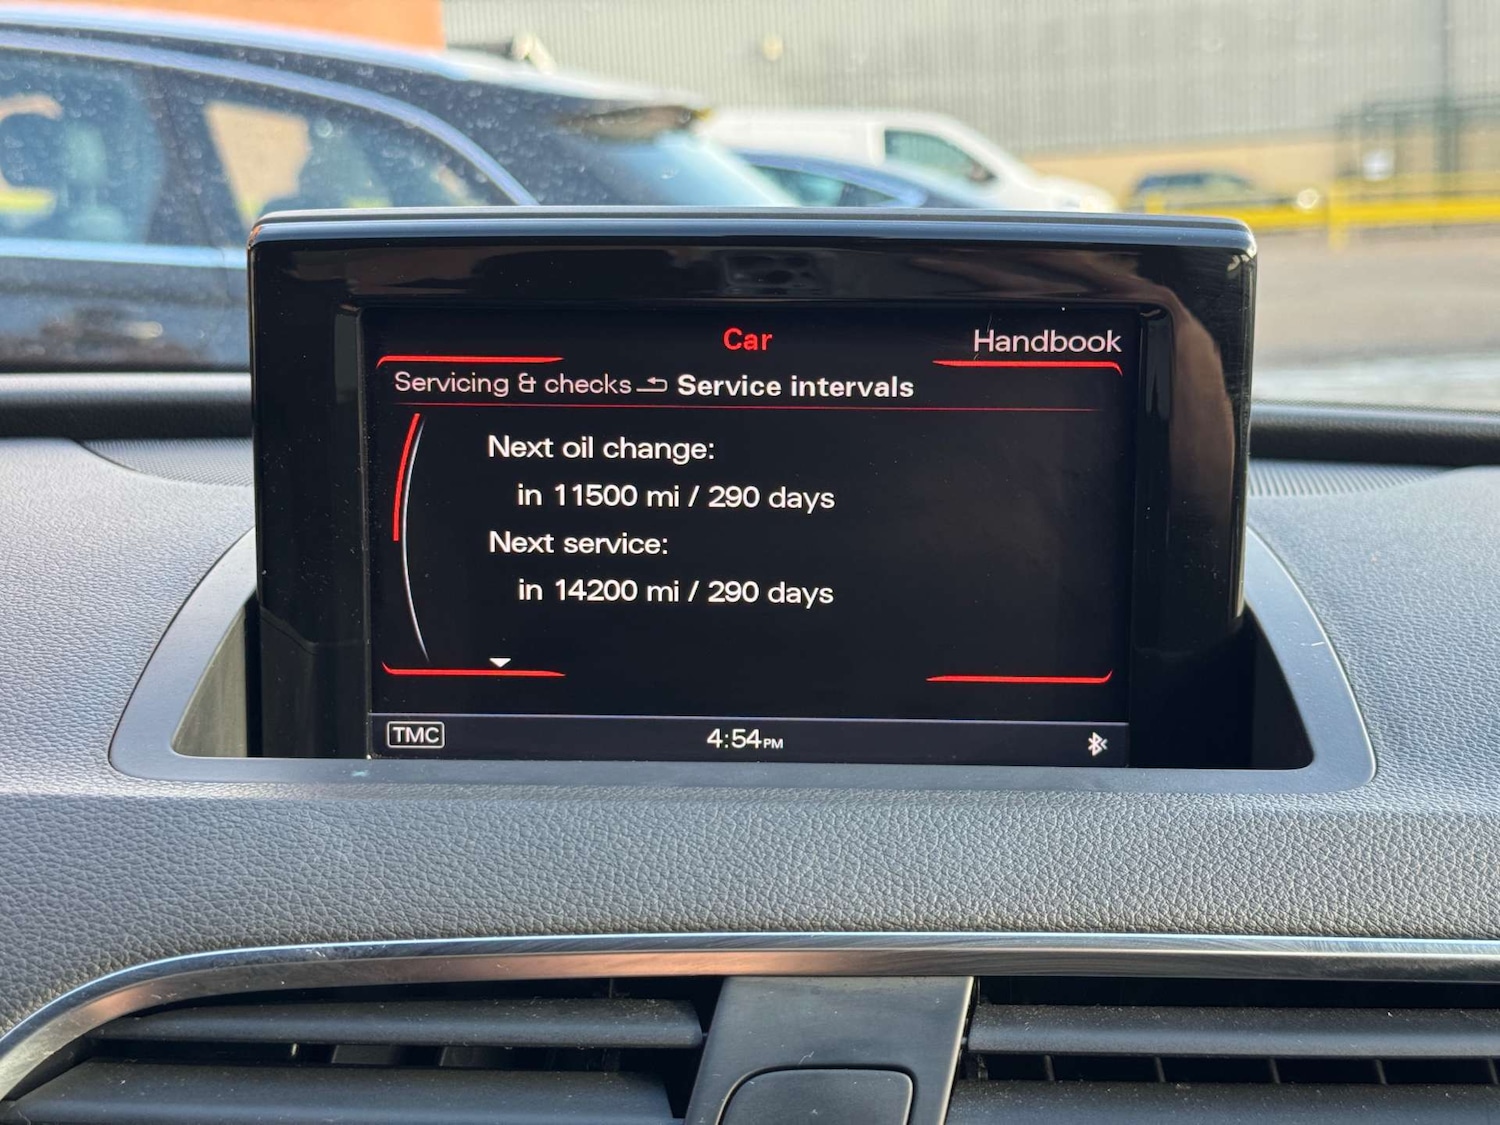 Car
Handbook
Servicing & checks Service intervals
Next oil change:
in 11500 mi / 290 days
Next service:
in 14200 mi / 290 days
TMC
4:54PM